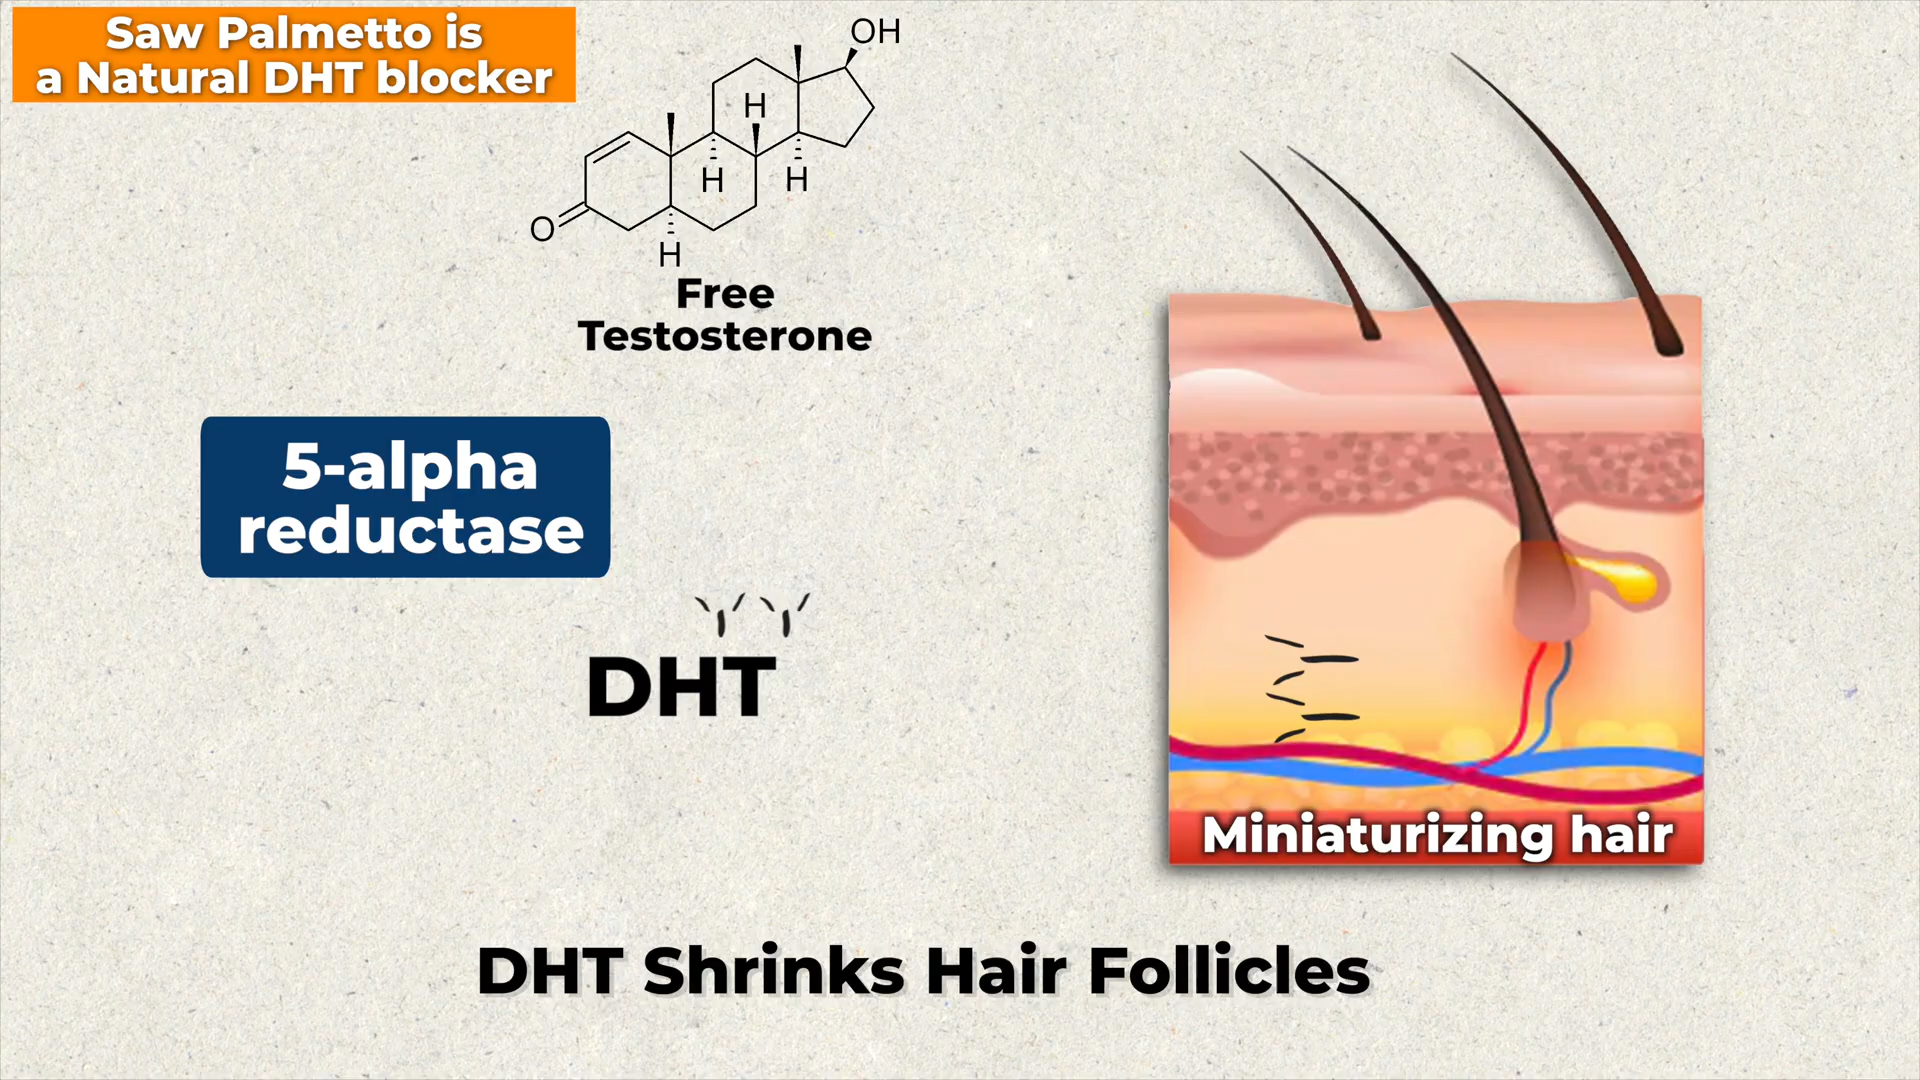 Saw Palmetto is
a Natural DHT blocker
OH
H
H
H
O
H
Free
Testosterone
5-alpha
reductase
DHT
Miniaturizing hair
DHT Shrinks Hair Follicles